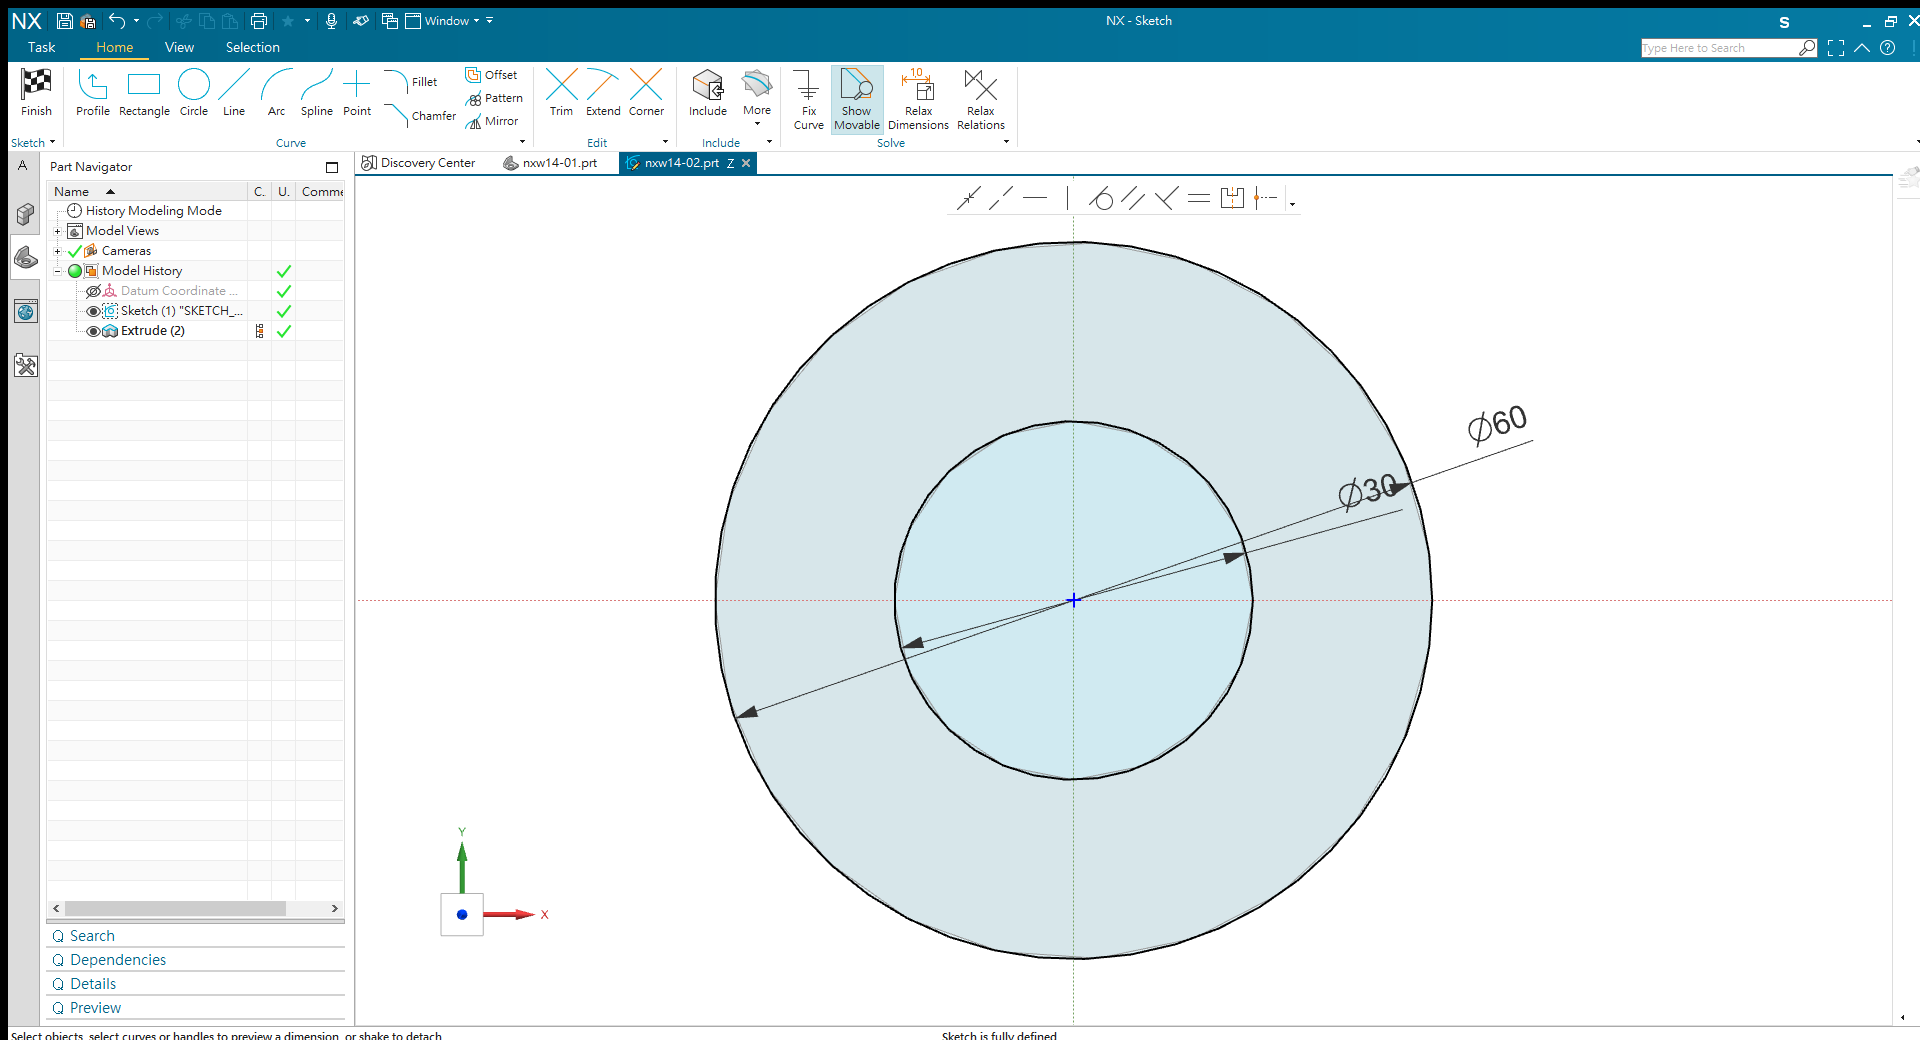 NX Window NX - Sketch S
Task Home View Selection Type Here to Search
Finish Profile Rectangle Circle Line Arc Spline Point Fillet Chamfer Offset Pattern Mirror Trim Extend Corner Include More Fix Curve Show Movable 1,0 Relax Dimensions Relax Relations
Sketch Curve Edit Include Solve
A Part Navigator Discovery Center nxw14-01.prt nxw14-02.prt Z
Name C. U. Comme
History Modeling Mode
Model Views
Cameras
Model History
Datum Coordinate ...
Sketch (1) "SKETCH_...
Extrude (2)
Ø60
Ø30
Y
X
Search
Dependencies
Details
Preview
Select objects, select curves or handles to preview a dimension, or shake to detach Sketch is fully defined